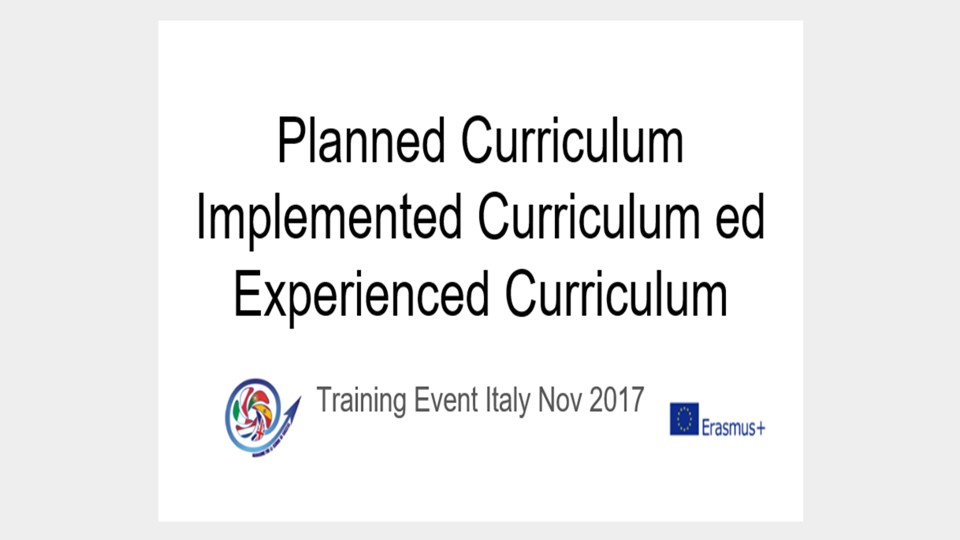 Planned Curriculum
Implemented Curriculum ed
Experienced Curriculum
Training Event Italy Nov 2017
Erasmus+